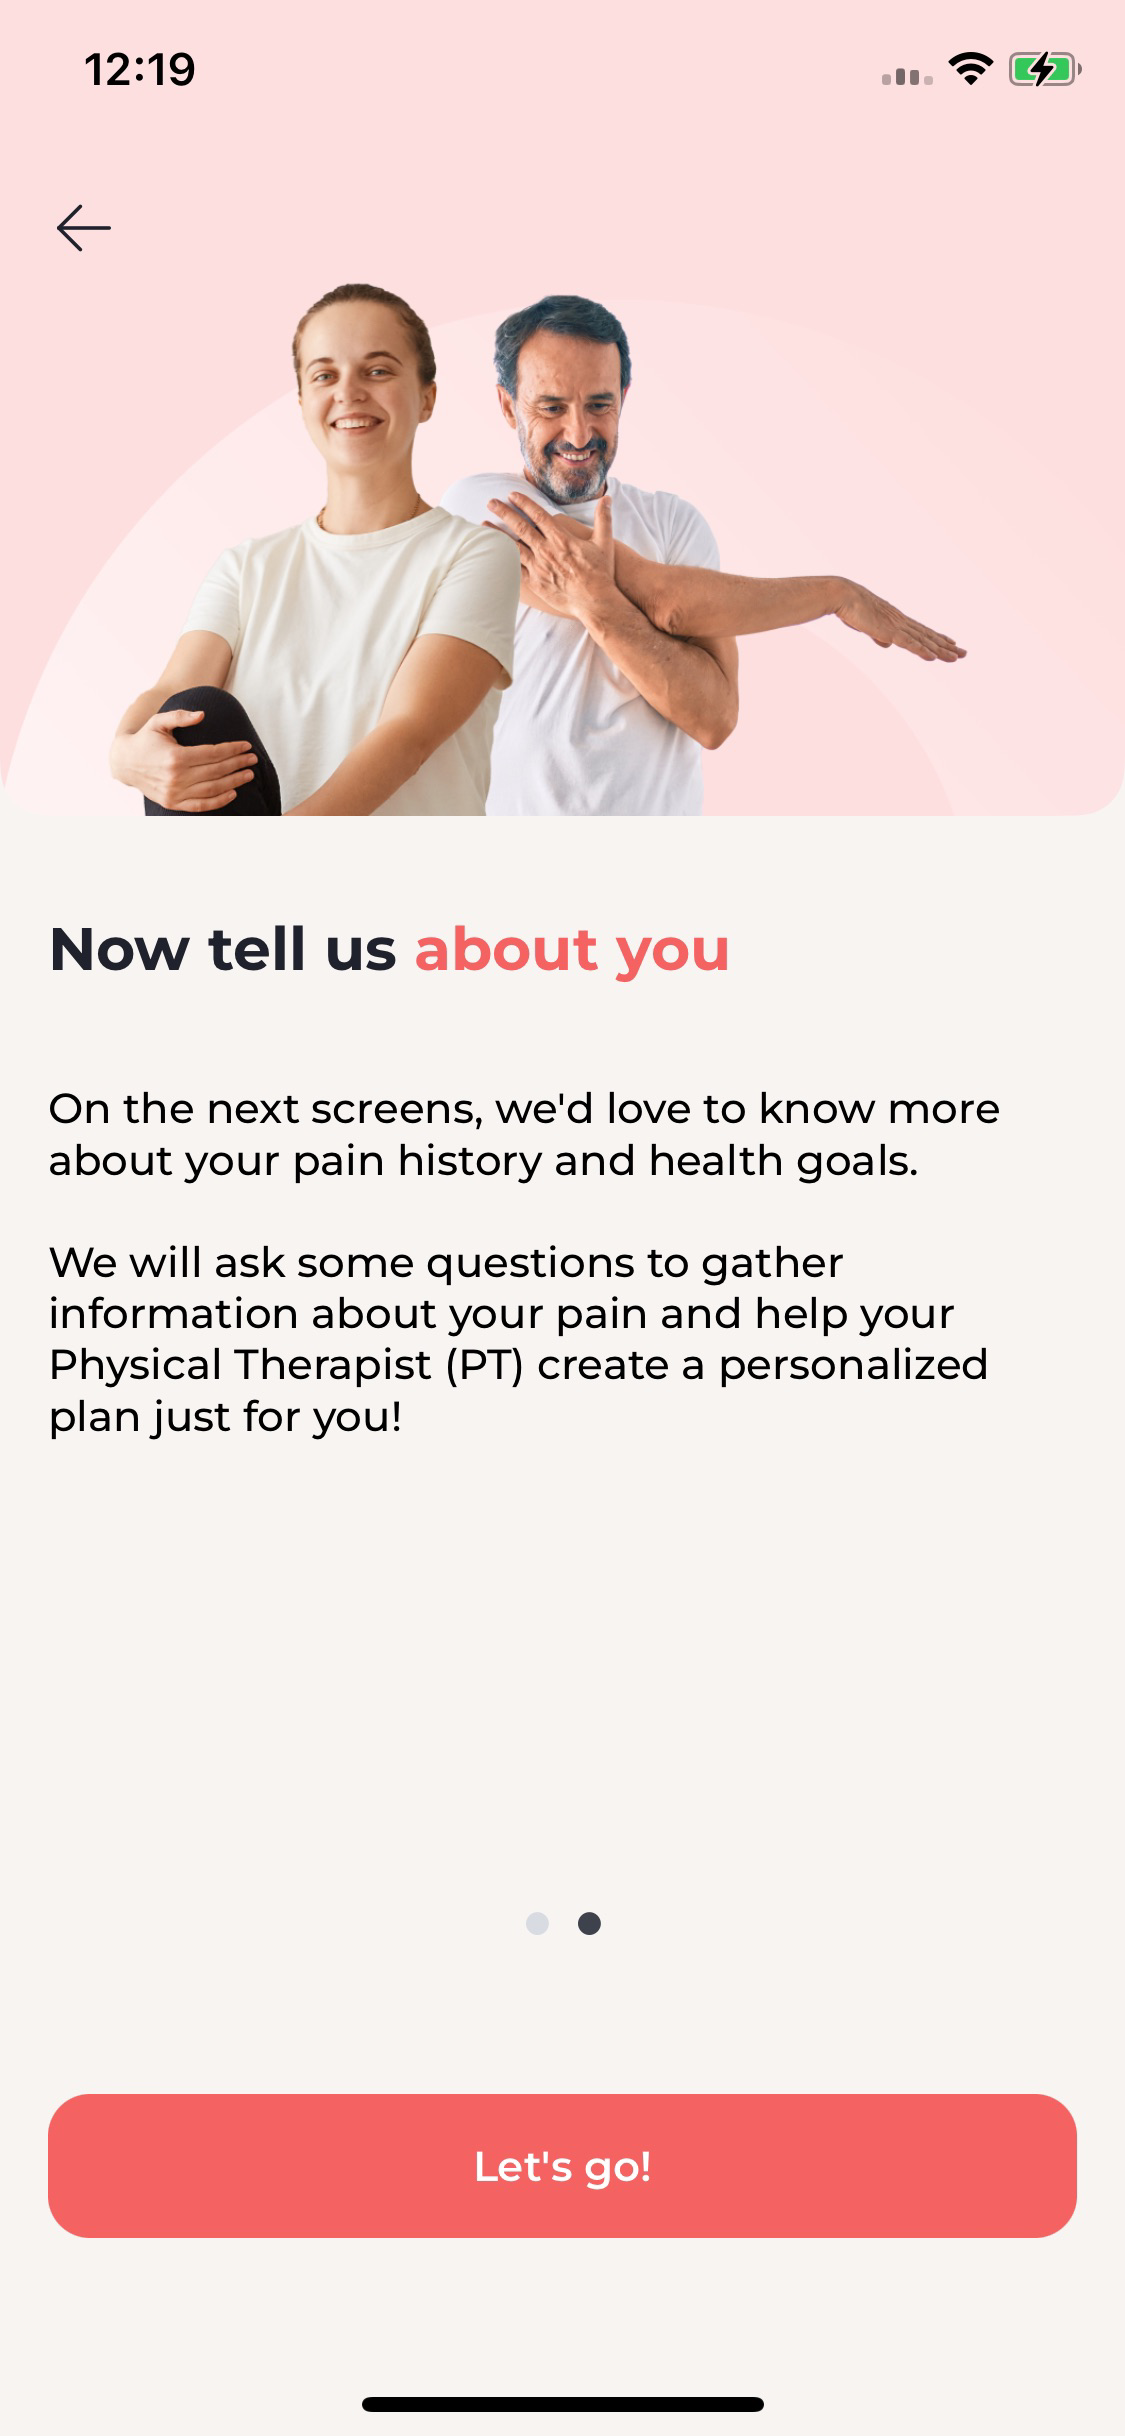 12:19
Now tell us about you
On the next screens, we'd love to know more
about your pain history and health goals.
We will ask some questions to gather
information about your pain and help your
Physical Therapist (PT) create a personalized
plan just for you!
Let's go!